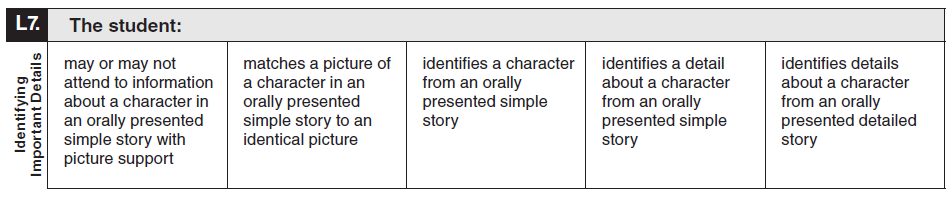 L7. The student:
Identifying
Important Details
may or may not
attend to information
about a character in
an orally presented
simple story with
picture support
matches a picture of
a character in an
orally presented
simple story to an
identical picture
identifies a character
from an orally
presented simple
story
identifies a detail
about a character
from an orally
presented simple
story
identifies details
about a character
from an orally
presented detailed
story